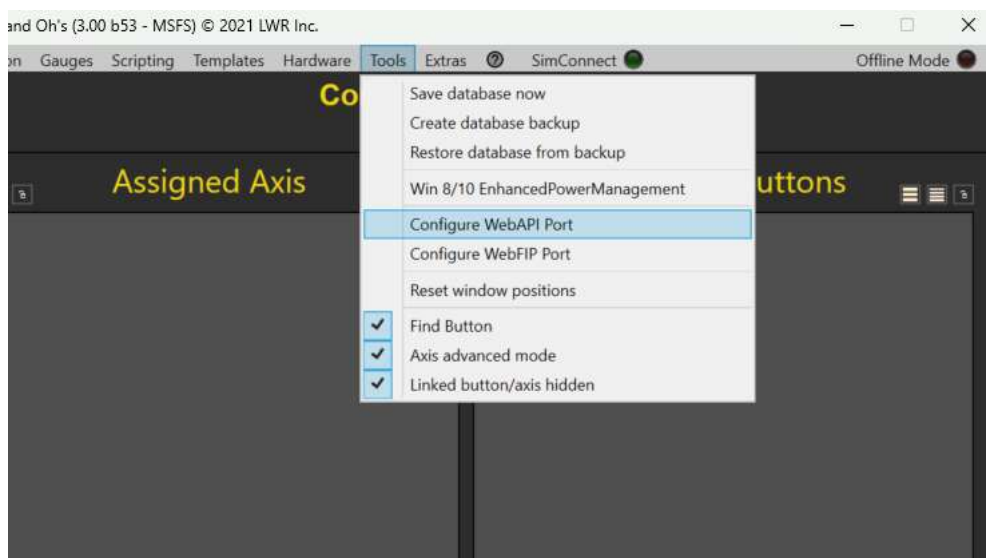 and Oh's (3.00 b53 - MSFS) © 2021 LWR Inc.
on Gauges Scripting Templates Hardware Tools Extras SimConnect Offline Mode
Co
Save database now
Create database backup
Restore database from backup
Assigned Axis
uttons
Win 8/10 EnhancedPowerManagement
Configure WebAPI Port
Configure WebFIP Port
Reset window positions
Find Button
Axis advanced mode
Linked button/axis hidden